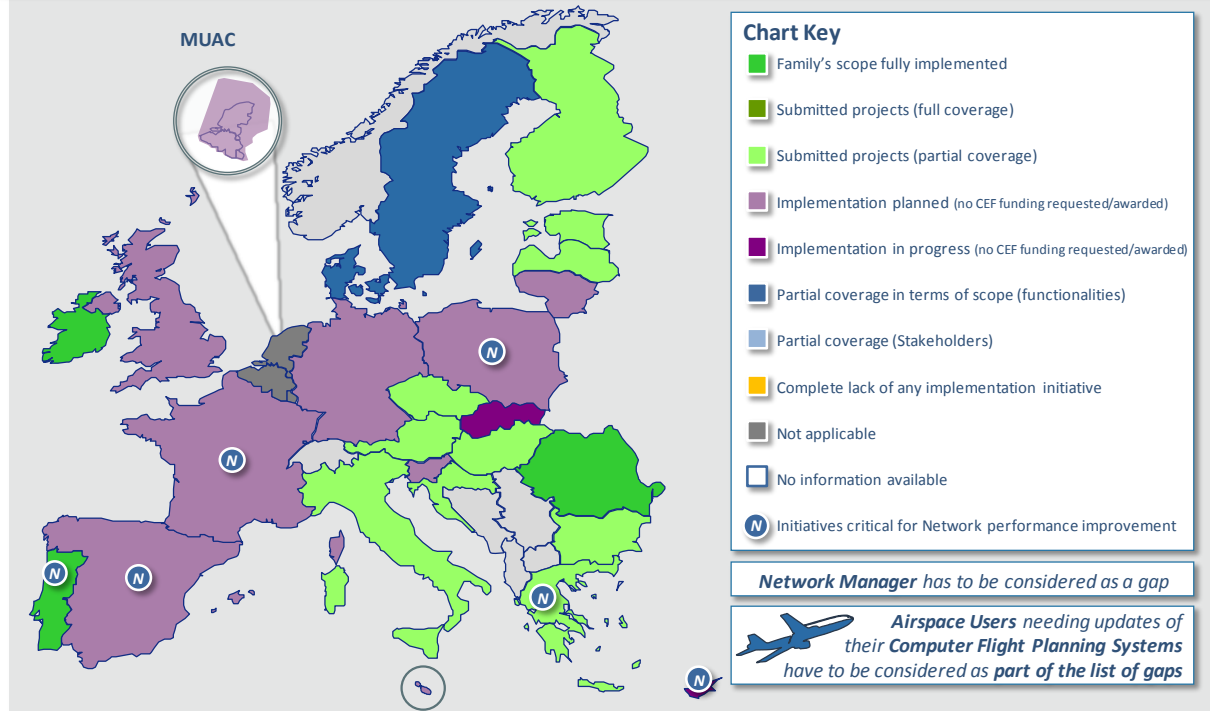 MUAC
N
N
N
N
N
N
Chart Key
Family's scope fully implemented
Submitted projects (full coverage)
Submitted projects (partial coverage)
Implementation planned (no CEF funding requested/awarded)
Implementation in progress (no CEF funding requested/awarded)
Partial coverage in terms of scope (functionalities)
Partial coverage (Stakeholders)
Complete lack of any implementation initiative
Not applicable
No information available
N Initiatives critical for Network performance improvement
Network Manager has to be considered as a gap
Airspace Users needing updates of
their Computer Flight Planning Systems
have to be considered as part of the list of gaps